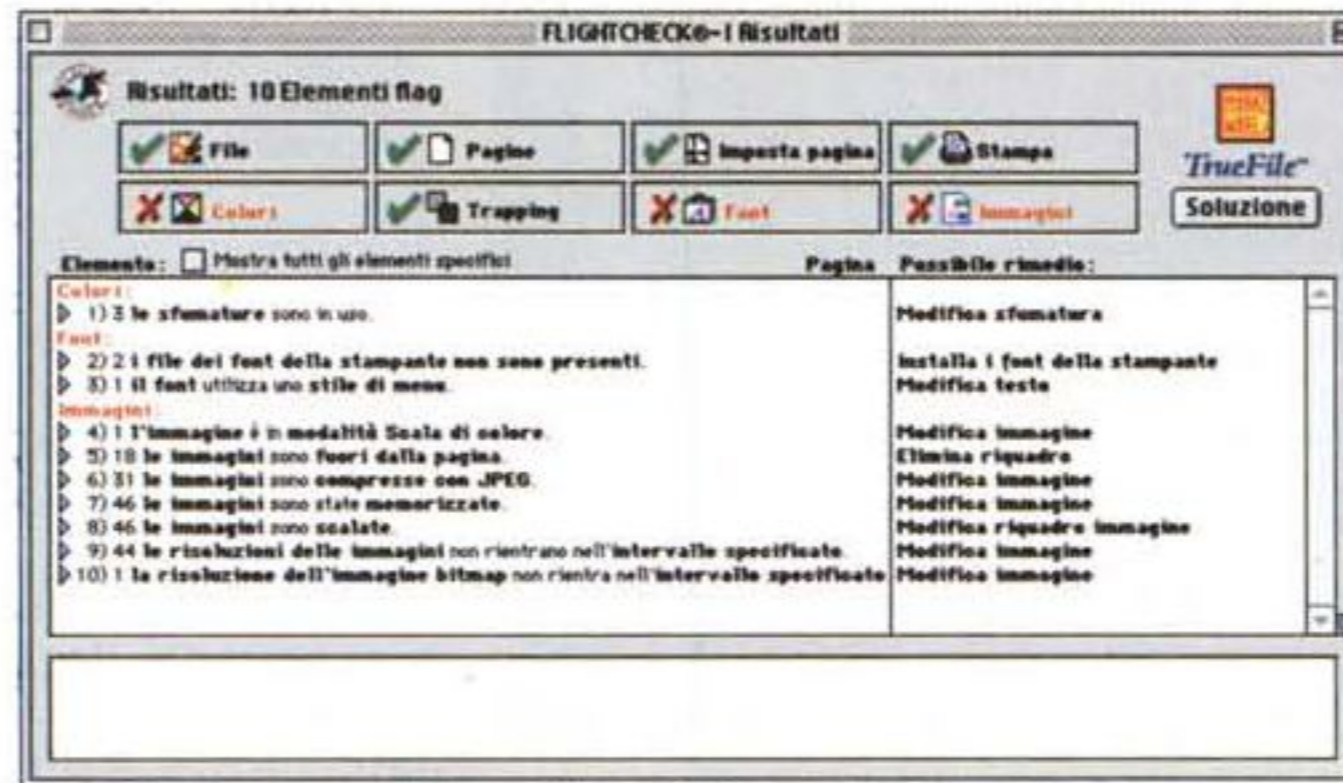 FLIGHTCHECK®-I Risultati
Risultati: 10 Elementi flag
File
Pagine
Imposta pagina
Stampa
TrueFile™
Colori
Trapping
Font
Immagini
Soluzione
Elemento: Mostra tutti gli elementi specifici Pagina Possibile rimedio:
Colori:
1) 3 le sfumature sono in uso. Modifica sfumatura
Font:
2) 2 i file dei font della stampante non sono presenti. Installa i font della stampante
3) 1 il font utilizza uno stile di menu. Modifica testo
Immagini:
4) 1 l'immagine è in modalità Scala di colore. Modifica immagine
5) 18 le immagini sono fuori dalla pagina. Elimina riquadro
6) 31 le immagini sono compresse con JPEG. Modifica immagine
7) 46 le immagini sono state memorizzate. Modifica immagine
8) 46 le immagini sono scalate. Modifica riquadro immagine
9) 44 le risoluzioni delle immagini non rientrano nell'intervallo specificato. Modifica immagine
10) 1 la risoluzione dell'immagine bitmap non rientra nell'intervallo specificato Modifica immagine